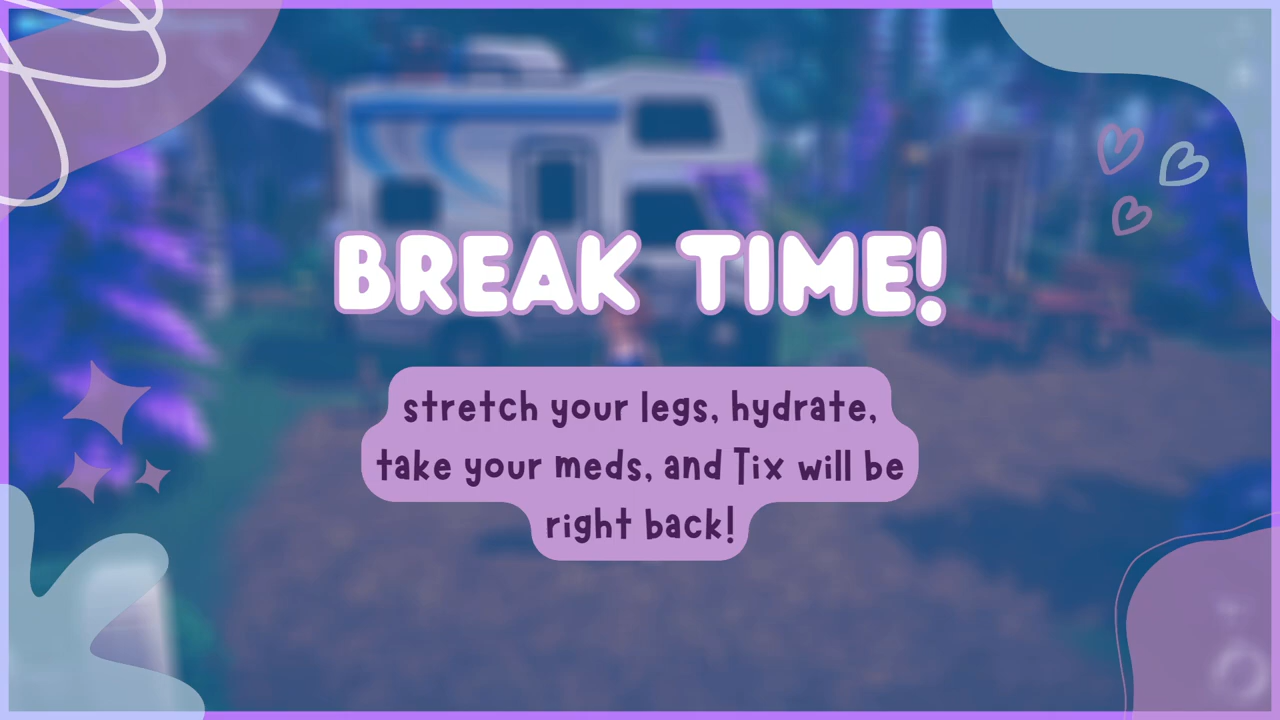 BREAK TIME!
stretch your legs, hydrate,
take your meds, and Tix will be
right back!